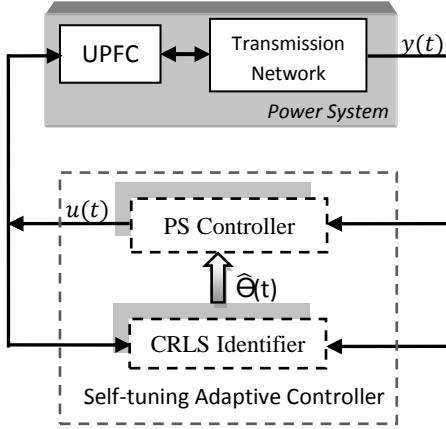 UPFC
Transmission
Network
y(t)
Power System
u(t)
PS Controller
Θ̂(t)
CRLS Identifier
Self-tuning Adaptive Controller